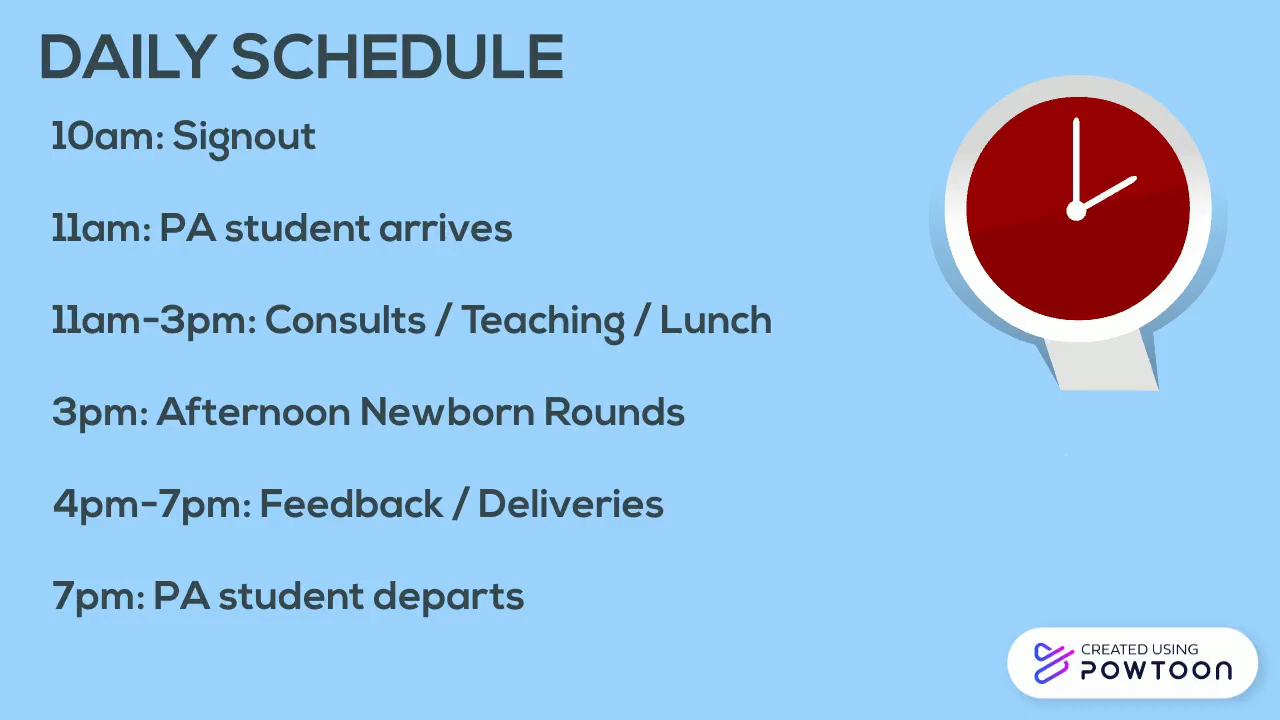 DAILY SCHEDULE
10am: Signout
11am: PA student arrives
11am-3pm: Consults / Teaching / Lunch
3pm: Afternoon Newborn Rounds
4pm-7pm: Feedback / Deliveries
7pm: PA student departs
CREATED USING
POWTOON